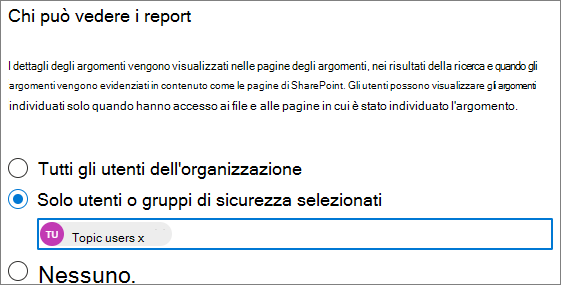 Chi può vedere i report
I dettagli degli argomenti vengono visualizzati nelle pagine degli argomenti, nei risultati della ricerca e quando gli
argomenti vengono evidenziati in contenuto come le pagine di SharePoint. Gli utenti possono visualizzare gli argomenti
individuati solo quando hanno accesso ai file e alle pagine in cui è stato individuato l'argomento.
Tutti gli utenti dell'organizzazione
Solo utenti o gruppi di sicurezza selezionati
TU Topic users x
Nessuno.